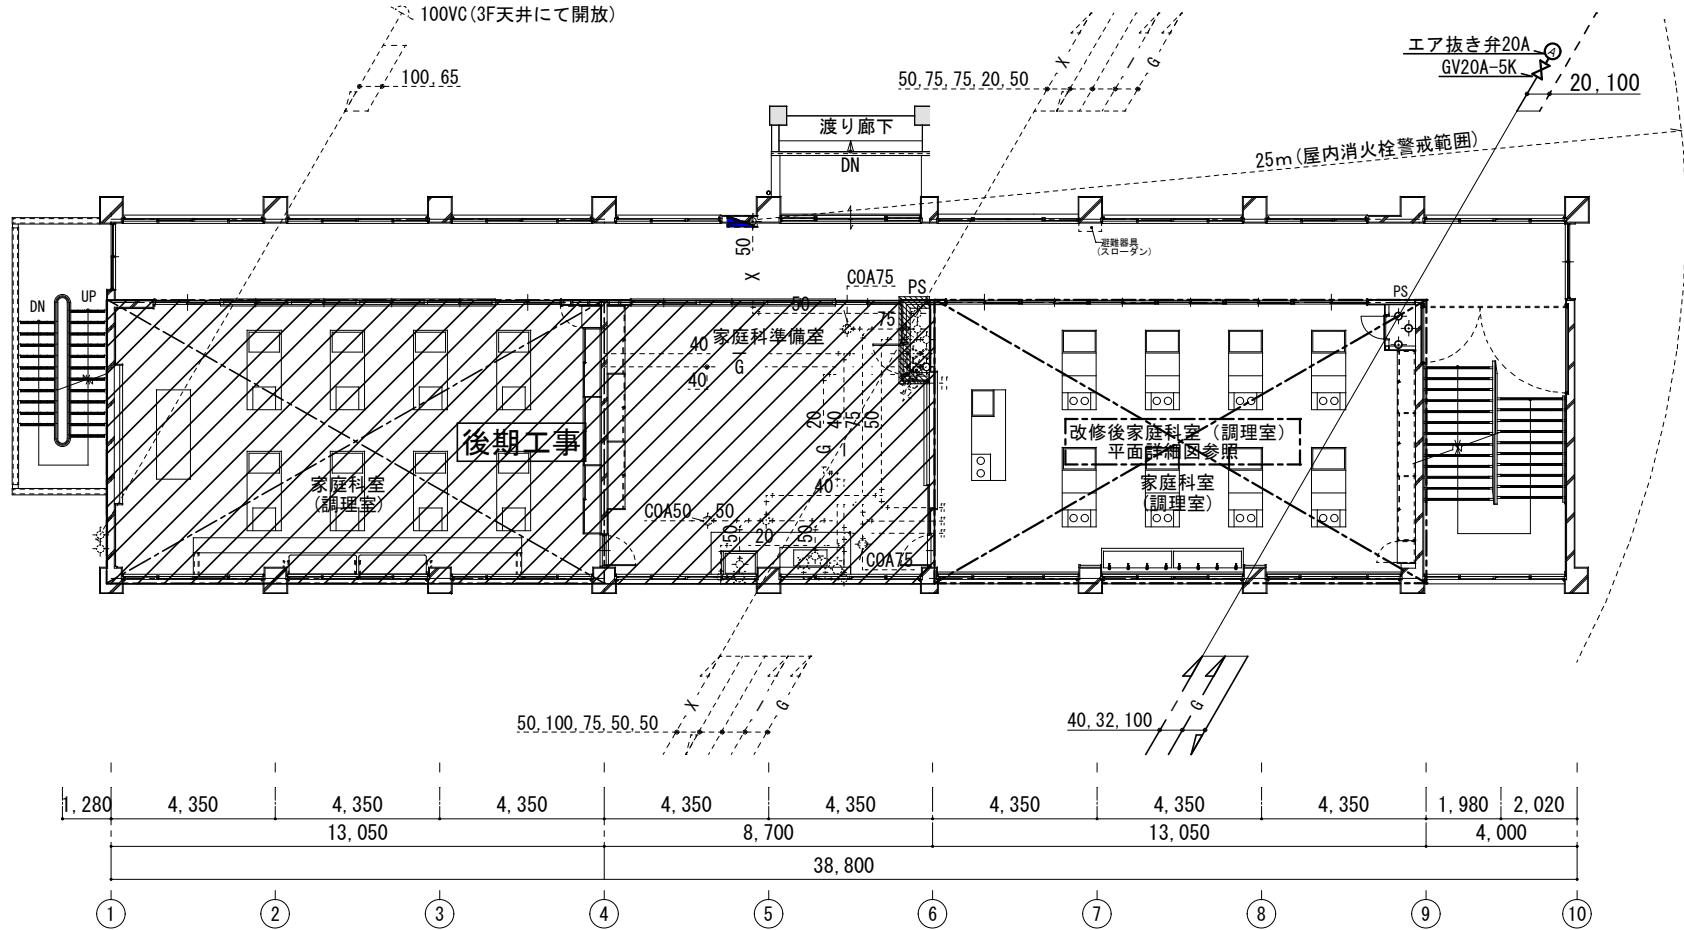 100VC(3F天井にて開放)
100,65
50,75,75,20,50
X
G
エア抜き弁20A
A
GV20A-5K
20,100
渡り廊下
DN
25m(屋内消火栓警戒範囲)
50
X
避難器具
(スローダン)
COA75
PS
PS
DN
UP
50
75
家庭科準備室
40
G
40
20
40
75
50
G
後期工事
改修後家庭科室（調理室）
平面詳細図参照
家庭科室
(調理室)
家庭科室
(調理室)
40
COA50
50
50
20
50
COA75
X
G
50,100,75,50,50
G
40,32,100
1,280
4,350
4,350
4,350
4,350
4,350
4,350
4,350
4,350
1,980
2,020
13,050
8,700
13,050
4,000
38,800
1
2
3
4
5
6
7
8
9
10